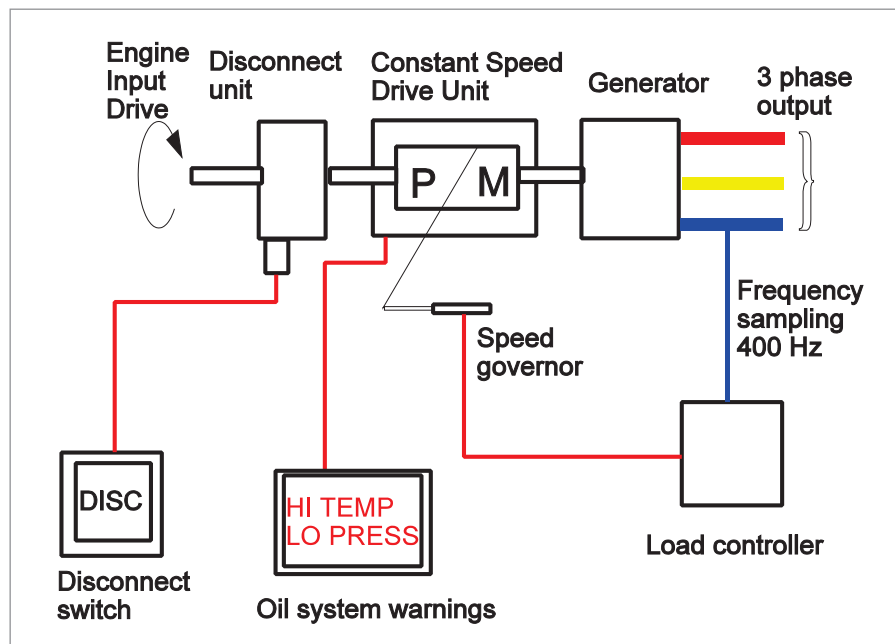 Engine
Input
Drive
Disconnect
unit
Constant Speed
Drive Unit
Generator
3 phase
output
P M
Frequency
sampling
400 Hz
Speed
governor
DISC
HI TEMP
LO PRESS
Load controller
Disconnect
switch
Oil system warnings